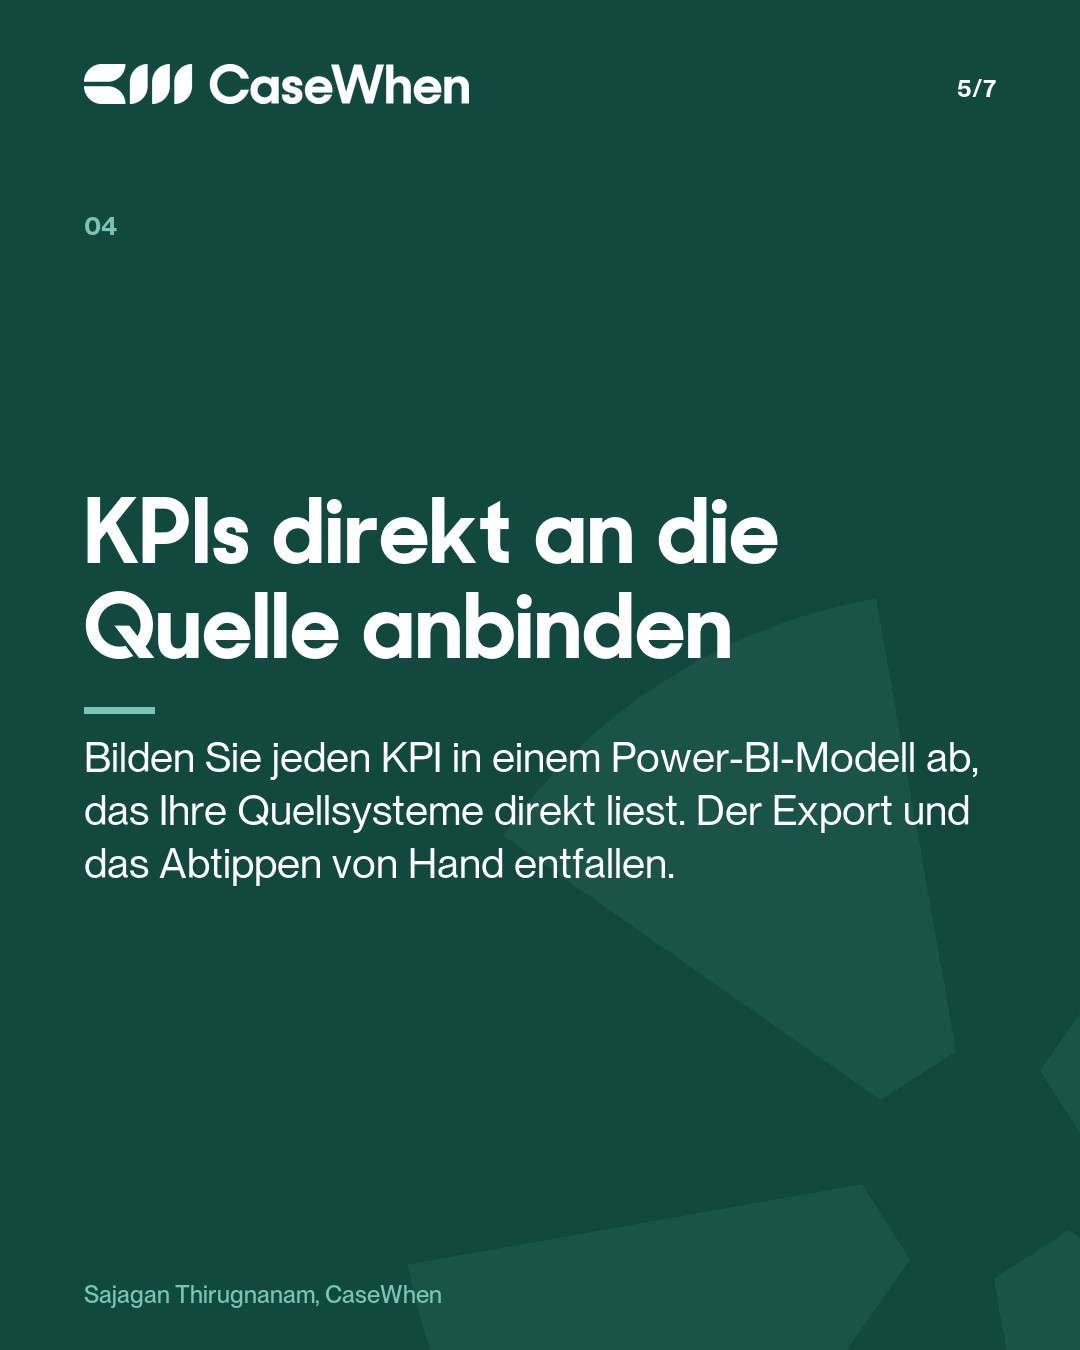 CaseWhen
5/7
04
KPIs direkt an die
Quelle anbinden
Bilden Sie jeden KPI in einem Power-BI-Modell ab,
das Ihre Quellsysteme direkt liest. Der Export und
das Abtippen von Hand entfallen.
Sajagan Thirugnanam, CaseWhen